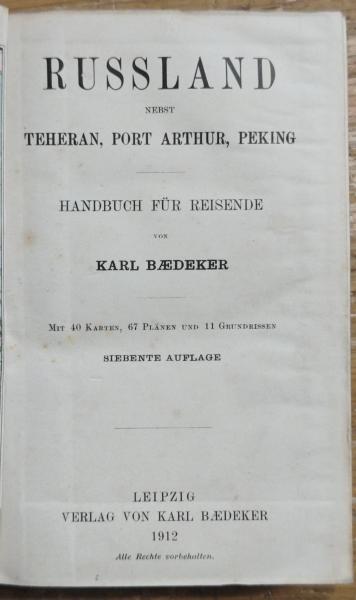 RUSSLAND
NEBST
TEHERAN, PORT ARTHUR, PEKING
HANDBUCH FÜR REISENDE
VON
KARL BÆDEKER
MIT 40 KARTEN, 67 PLÄNEN UND 11 GRUNDRISSEN
SIEBENTE AUFLAGE
LEIPZIG
VERLAG VON KARL BÆDEKER
1912
Alle Rechte vorbehalten.